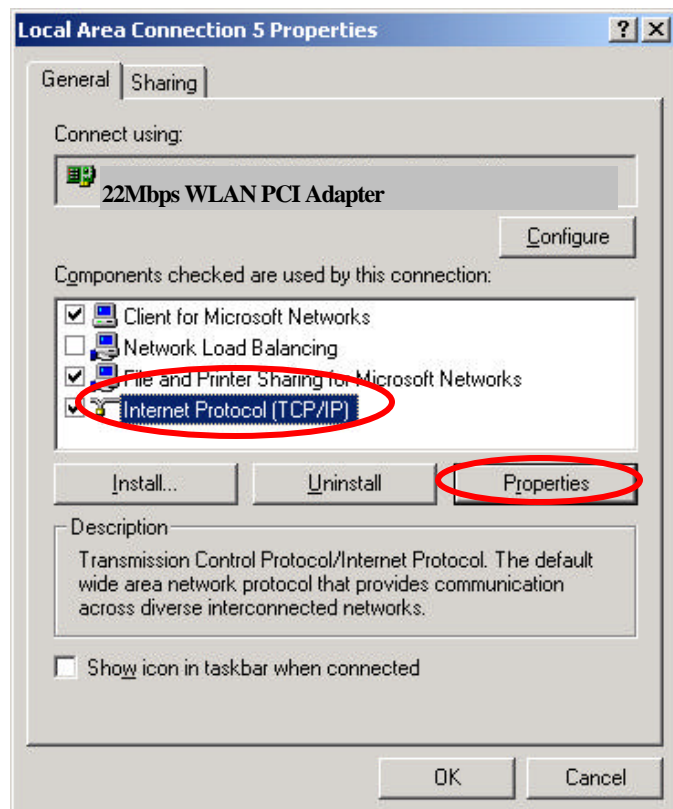 Local Area Connection 5 Properties
General
Sharing
Connect using:
22Mbps WLAN PCI Adapter
Configure
Components checked are used by this connection:
Client for Microsoft Networks
Network Load Balancing
File and Printer Sharing for Microsoft Networks
Internet Protocol (TCP/IP)
Install...
Uninstall
Properties
Description
Transmission Control Protocol/Internet Protocol. The default
wide area network protocol that provides communication
across diverse interconnected networks.
Show icon in taskbar when connected
OK
Cancel